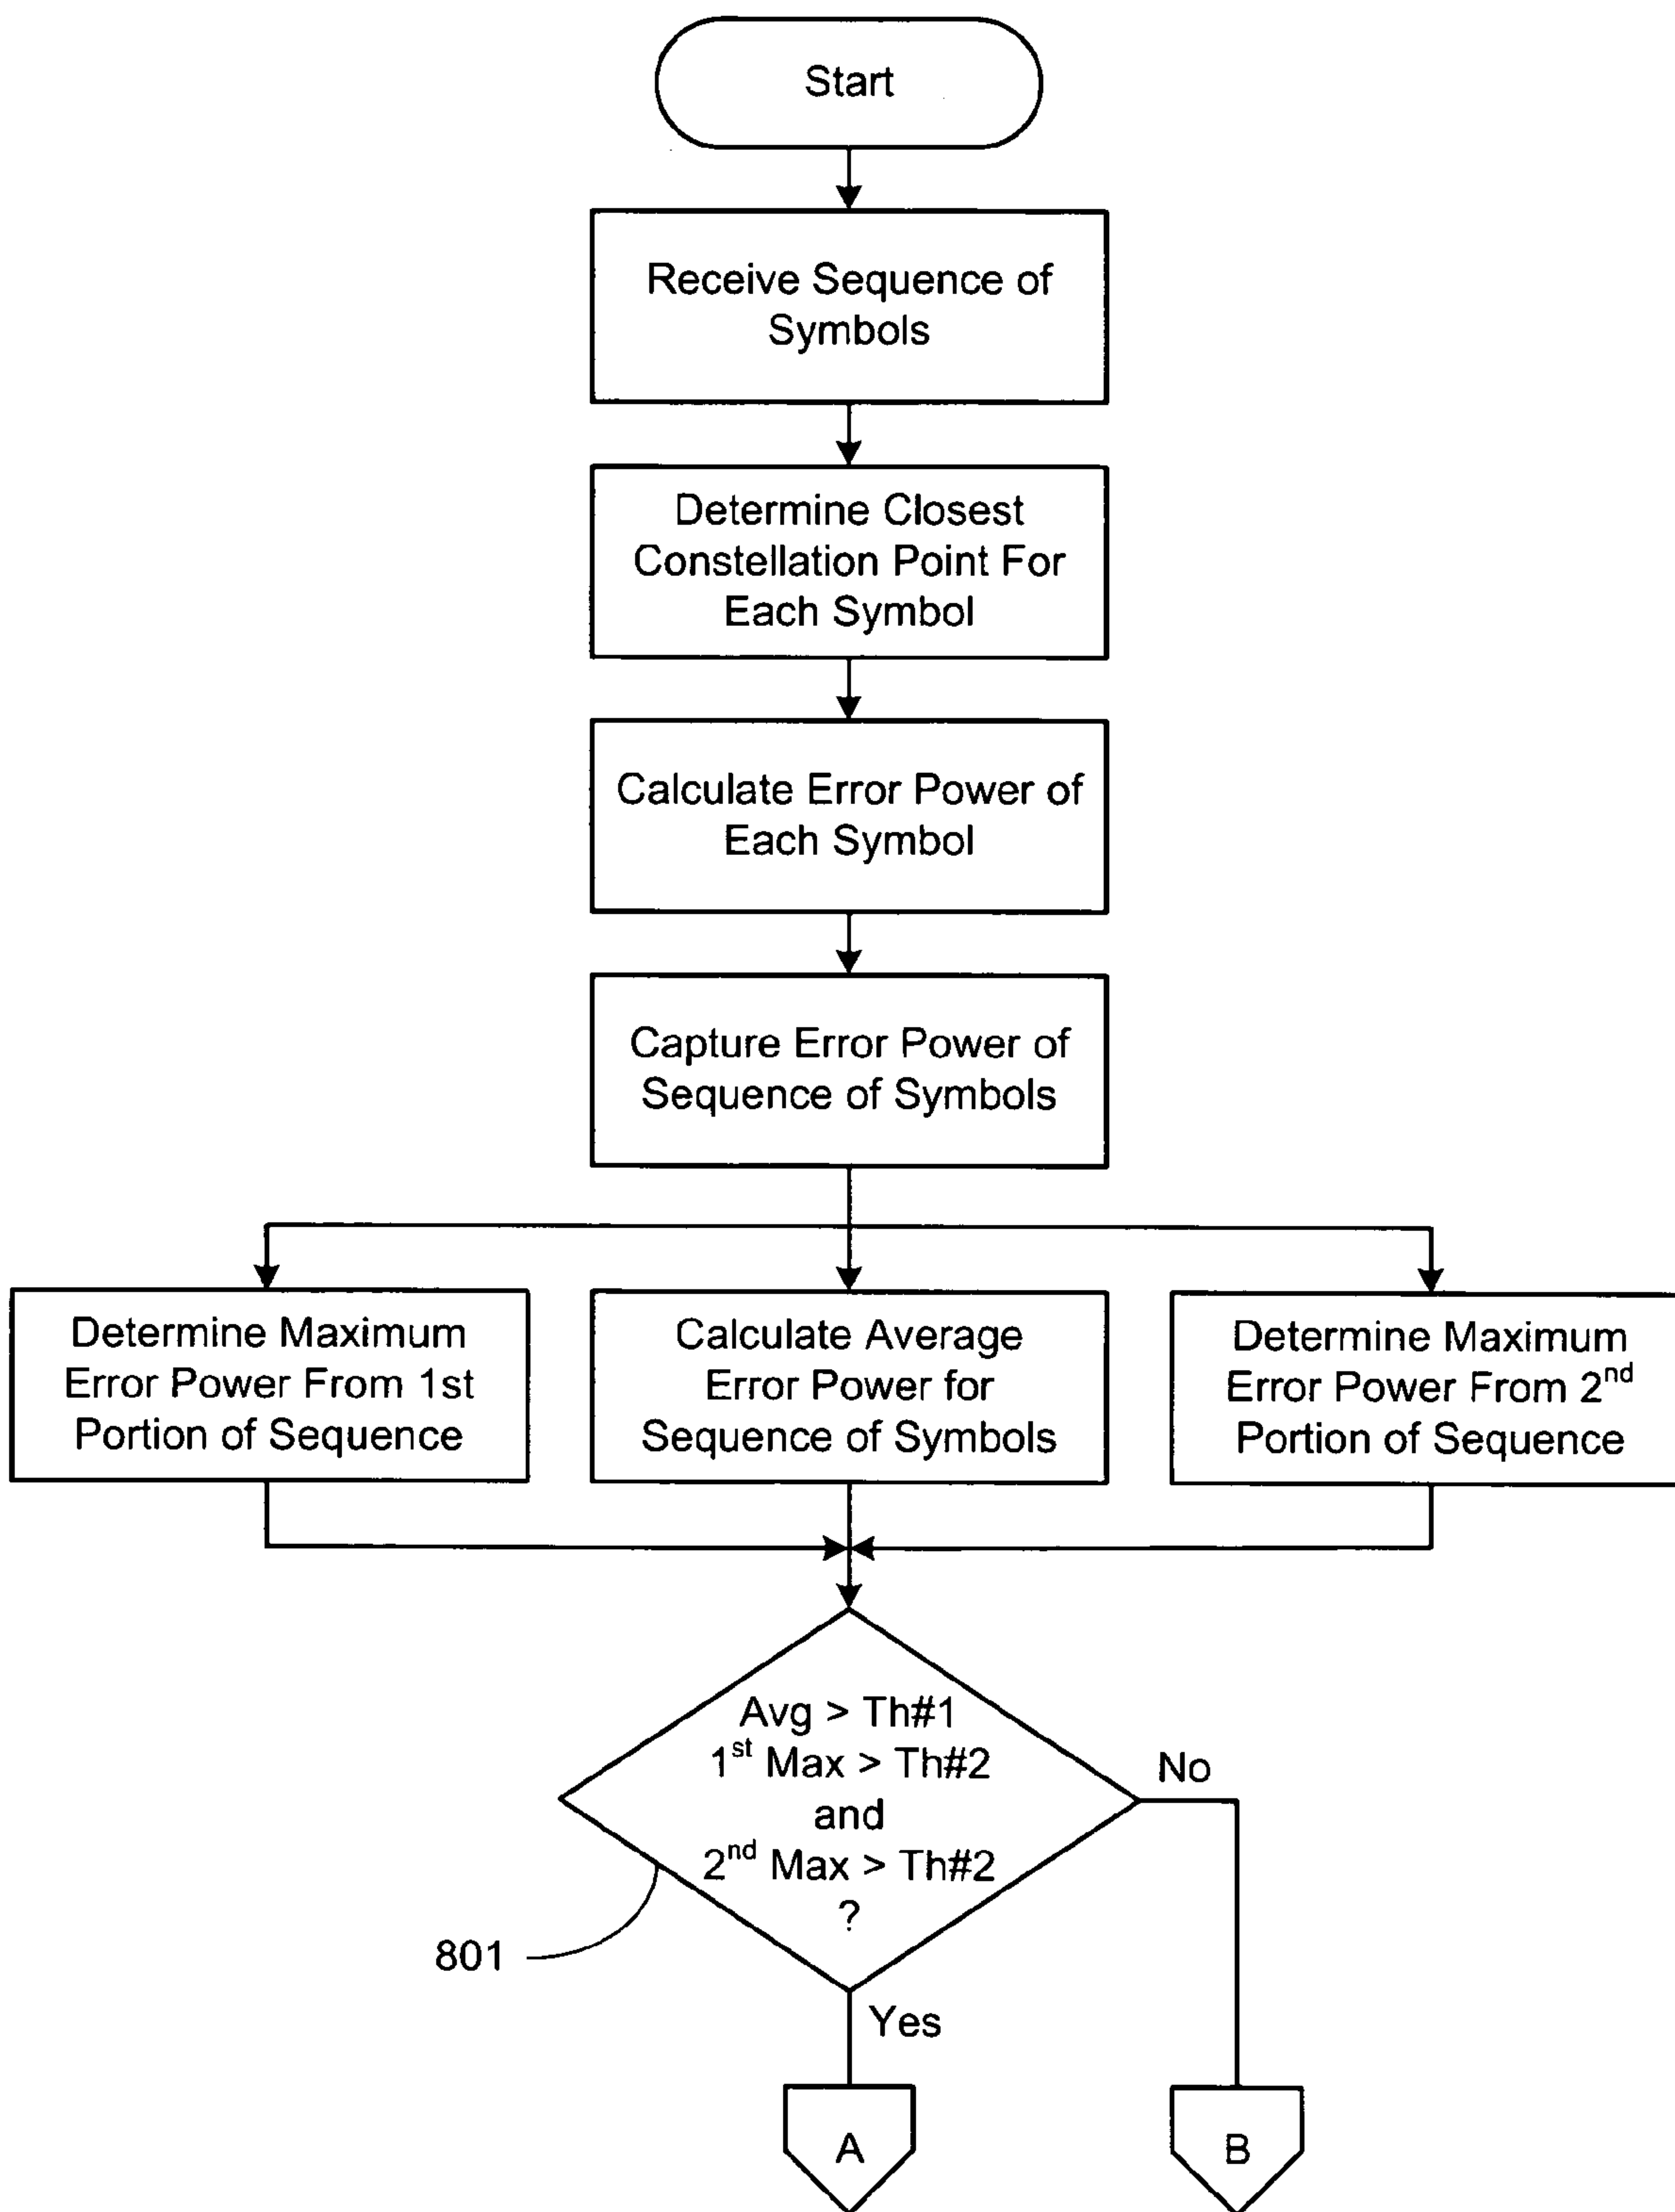 Start
Receive Sequence of
Symbols
Determine Closest
Constellation Point For
Each Symbol
Calculate Error Power of
Each Symbol
Capture Error Power of
Sequence of Symbols
Determine Maximum
Error Power From 1st
Portion of Sequence
Calculate Average
Error Power for
Sequence of Symbols
Determine Maximum
Error Power From 2nd
Portion of Sequence
Avg > Th#1
1st Max > Th#2
and
2nd Max > Th#2
?
No
801
Yes
A
B